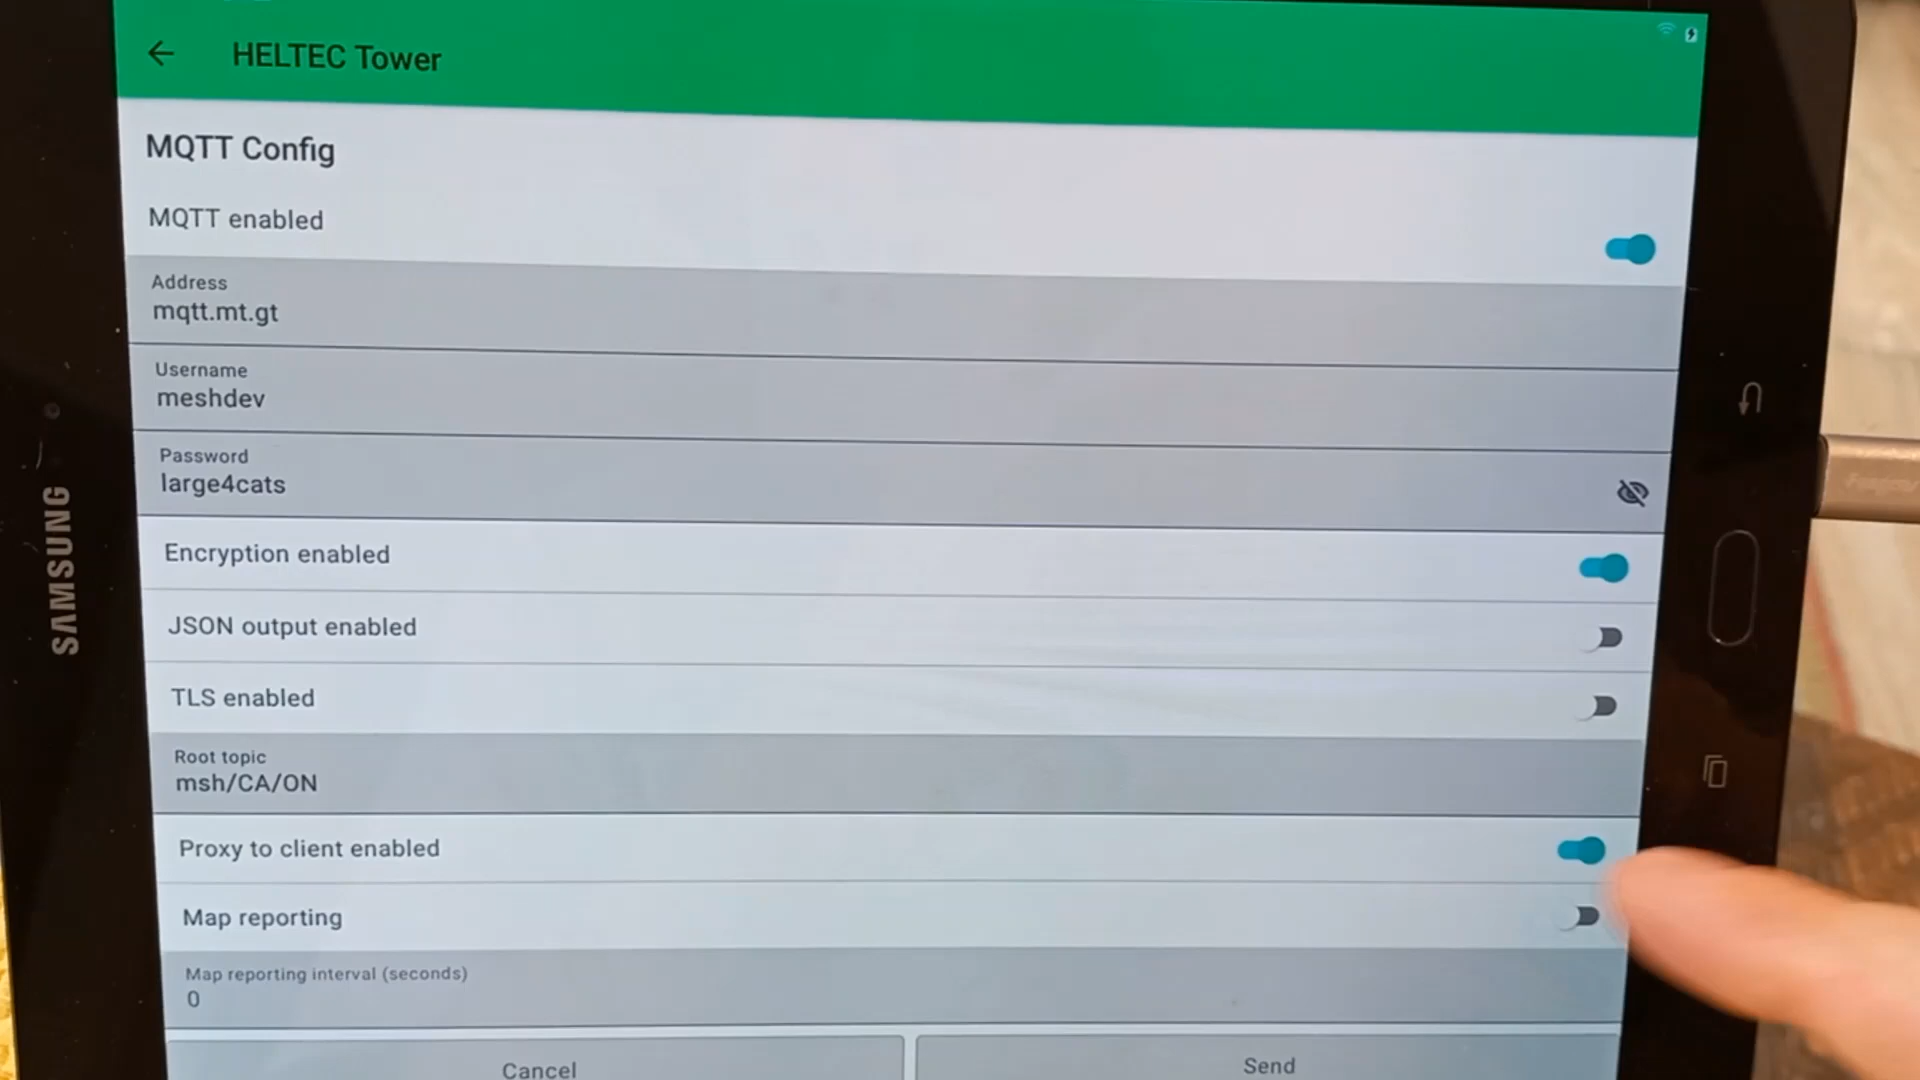 HELTEC Tower
MQTT Config
MQTT enabled
Address
mqtt.mt.gt
Username
meshdev
Password
large4cats
Encryption enabled
JSON output enabled
TLS enabled
Root topic
msh/CA/ON
Proxy to client enabled
Map reporting
Map reporting interval (seconds)
0
Cancel
Send
SAMSUNG